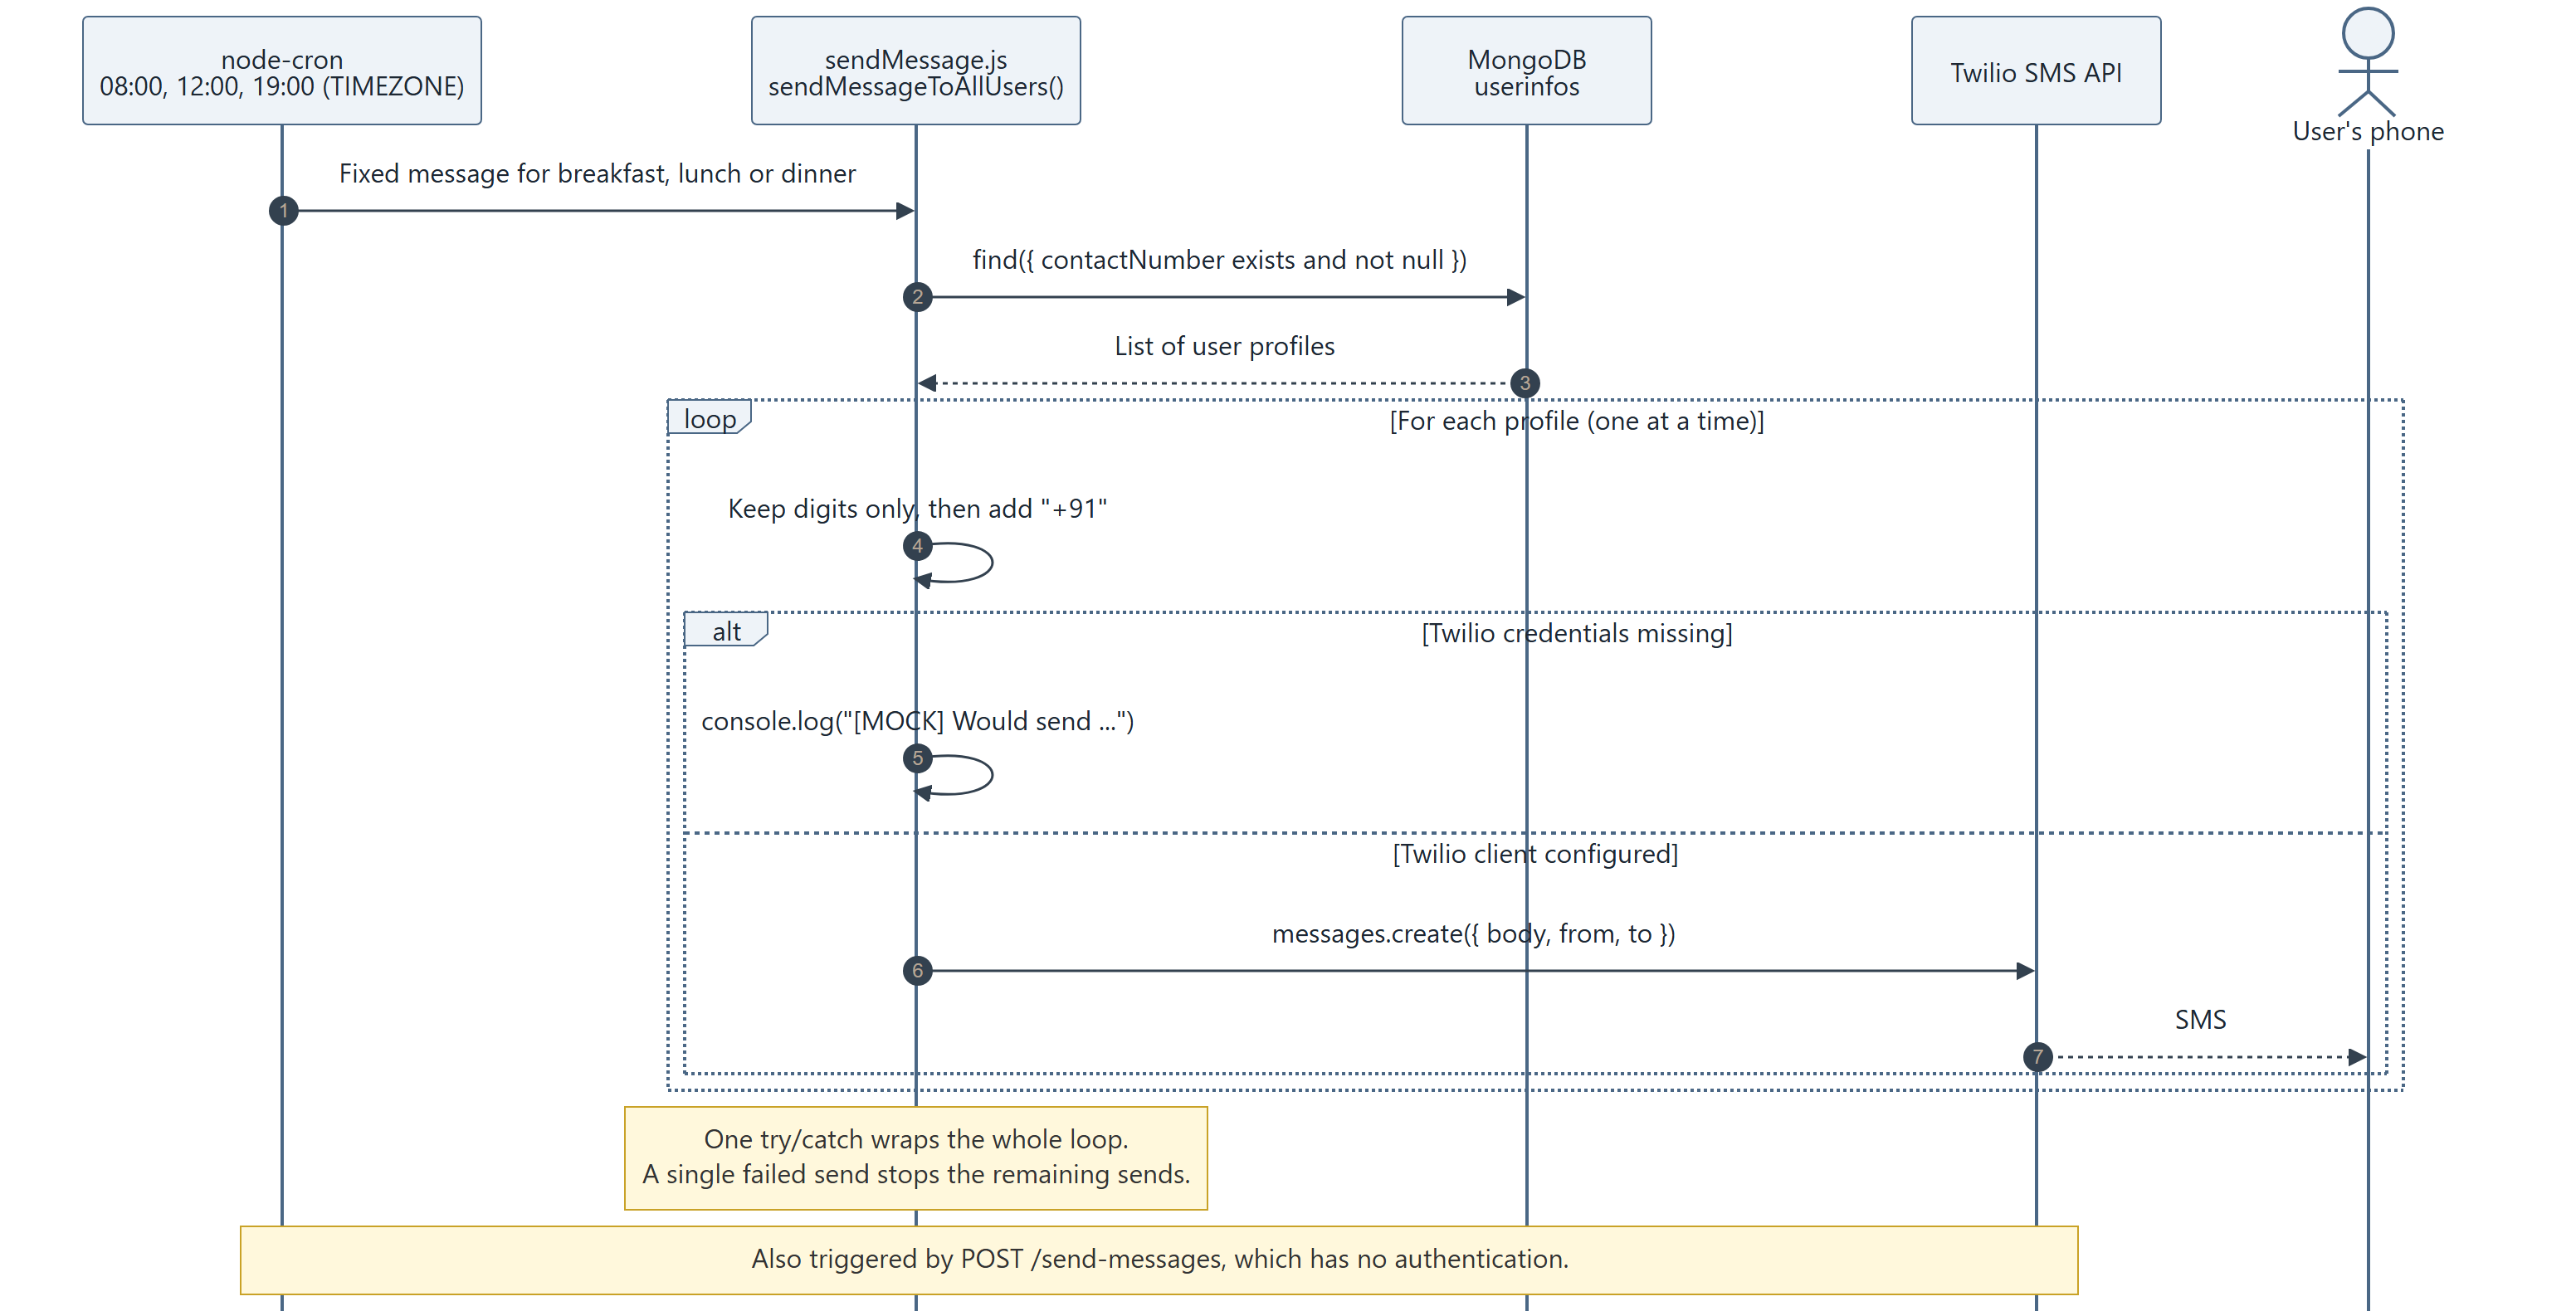 node-cron
08:00, 12:00, 19:00 (TIMEZONE)
sendMessage.js
sendMessageToAllUsers()
MongoDB
userinfos
Twilio SMS API
User's phone
Fixed message for breakfast, lunch or dinner
1
find({ contactNumber exists and not null })
2
List of user profiles
3
loop
[For each profile (one at a time)]
Keep digits only, then add "+91"
4
alt
[Twilio credentials missing]
console.log("[MOCK] Would send ...")
5
[Twilio client configured]
messages.create({ body, from, to })
6
SMS
7
One try/catch wraps the whole loop.
A single failed send stops the remaining sends.
Also triggered by POST /send-messages, which has no authentication.